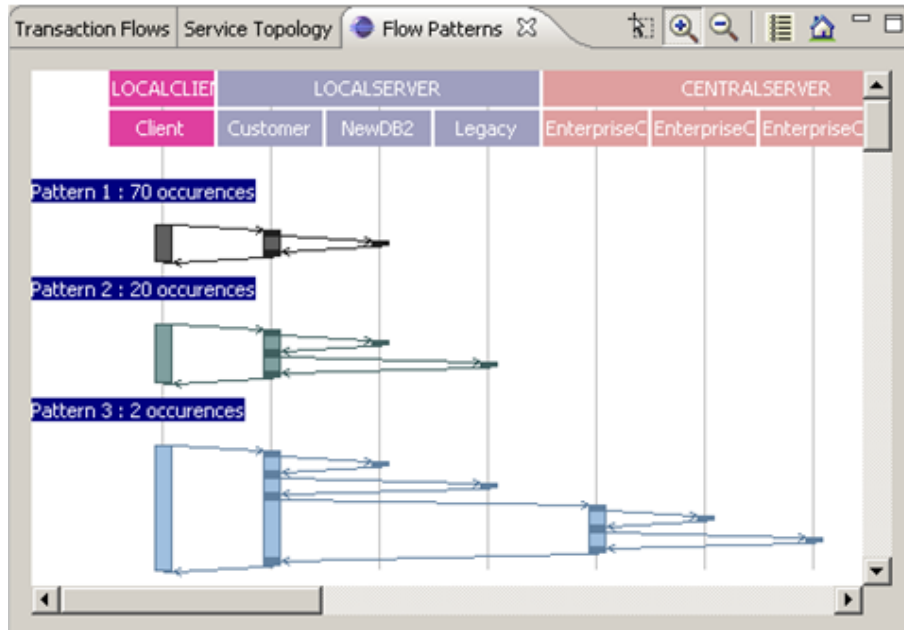 Transaction Flows Service Topology Flow Patterns
LOCALCLIEN LOCALSERVER CENTRALSERVER
Client Customer NewDB2 Legacy EnterpriseC EnterpriseC EnterpriseC
Pattern 1 : 70 occurences
Pattern 2 : 20 occurences
Pattern 3 : 2 occurences